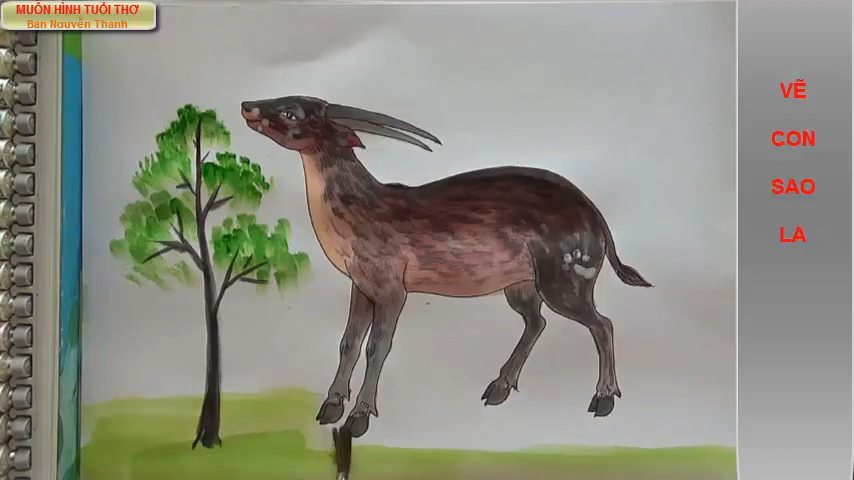 MUÔN HÌNH TUỔI THƠ
Ban Nguyễn Thanh
VẼ
CON
SAO
LA